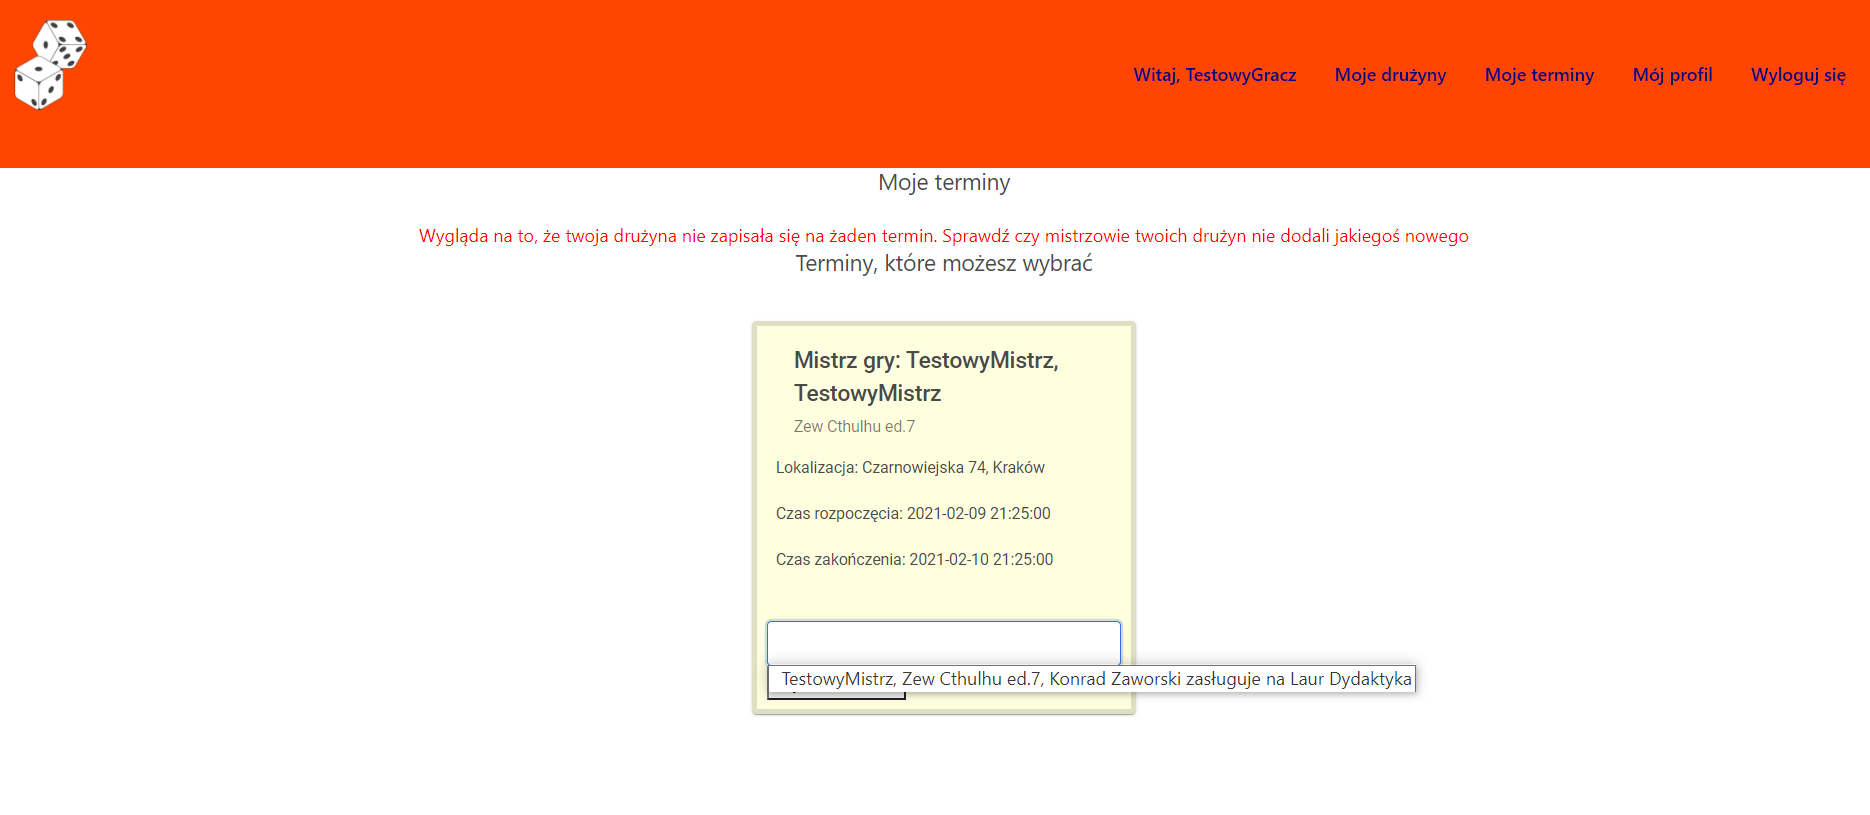 Witaj, TestowyGracz
Moje drużyny
Moje terminy
Mój profil
Wyloguj się
Moje terminy
Wygląda na to, że twoja drużyna nie zapisała się na żaden termin. Sprawdź czy mistrzowie twoich drużyn nie dodali jakiegoś nowego
Terminy, które możesz wybrać
Mistrz gry: TestowyMistrz,
TestowyMistrz
Zew Cthulhu ed.7
Lokalizacja: Czarnowiejska 74, Kraków
Czas rozpoczęcia: 2021-02-09 21:25:00
Czas zakończenia: 2021-02-10 21:25:00
TestowyMistrz, Zew Cthulhu ed.7, Konrad Zaworski zasługuje na Laur Dydaktyka